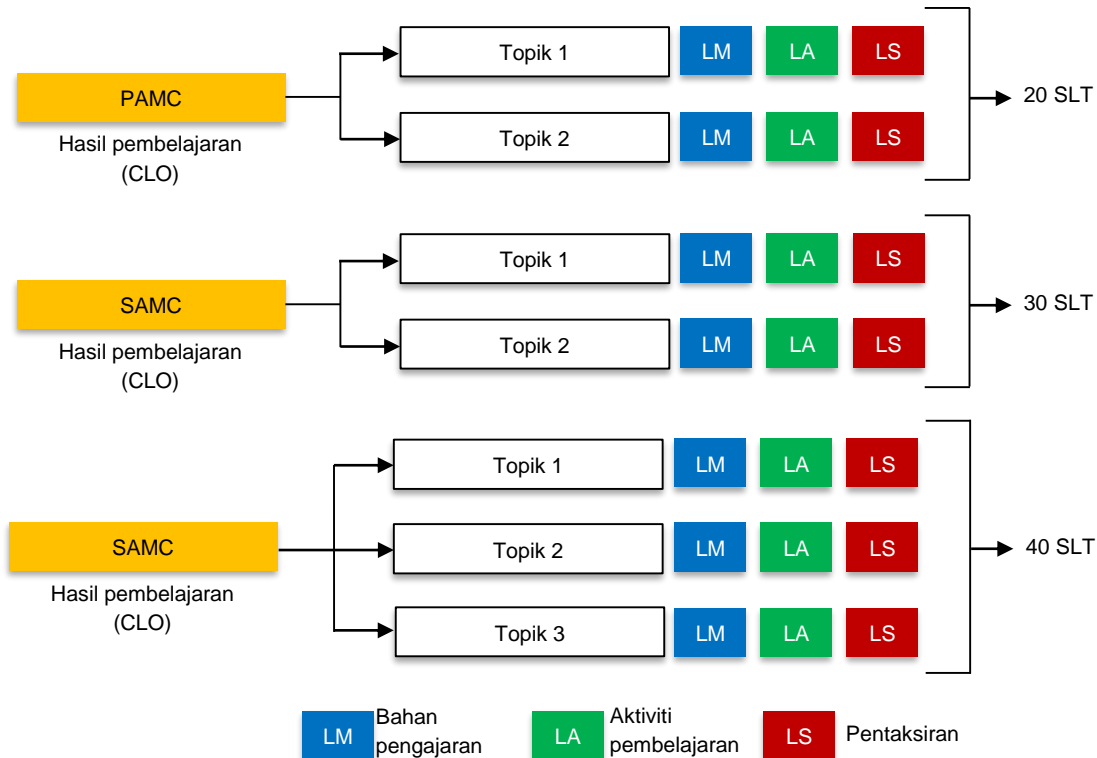 Topik 1 LM LA LS
PAMC
20 SLT
Hasil pembelajaran
(CLO)
Topik 2 LM LA LS
Topik 1 LM LA LS
SAMC
30 SLT
Hasil pembelajaran
(CLO)
Topik 2 LM LA LS
Topik 1 LM LA LS
SAMC
Topik 2 LM LA LS
40 SLT
Hasil pembelajaran
(CLO)
Topik 3 LM LA LS
LM
Bahan
pengajaran
LA
Aktiviti
pembelajaran
LS
Pentaksiran